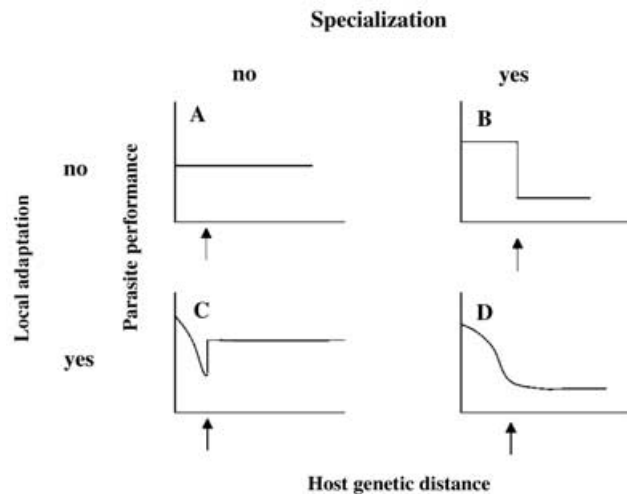 Specialization
no
yes
A
B
no
Local adaptation
Parasite performance
C
D
yes
Host genetic distance